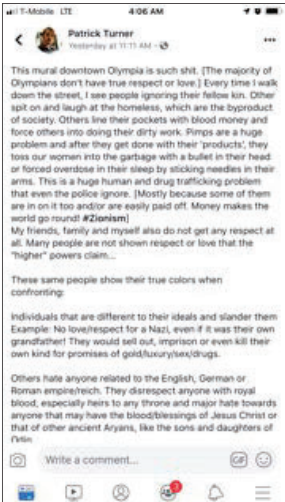 T-Mobile LTE 4:06 AM
Patrick Turner
Yesterday at 11:11 AM
This mural downtown Olympia is such shit. [The majority of
Olympians don't have true respect or love.] Every time I walk
down the street, I see people ignoring their fellow kin. Other
spit on and laugh at the homeless, which are the byproduct
of society. Others line their pockets with blood money and
force others into doing their dirty work. Pimps are a huge
problem and after they get done with their 'products', they
toss our women into the garbage with a bullet in their head
or forced overdose in their sleep by sticking needles in their
arms. This is a huge human and drug trafficking problem
that even the police ignore. [Mostly because some of them
are in on it too and/or are easily paid off. Money makes the
world go round! #Zionism]
My friends, family and myself also do not get any respect at
all. Many people are not shown respect or love that the
"higher" powers claim...
These same people show their true colors when
confronting:
Individuals that are different to their ideals and slander them
Example: No love/respect for a Nazi, even if it was their own
grandfather! They would sell out, imprison or even kill their
own kind for promises of gold/luxury/sex/drugs.
Others hate anyone related to the English, German or
Roman empire/reich. They disrespect anyone with royal
blood, especially heirs to any throne and major hate towards
anyone that may have the blood/blessings of Jesus Christ or
that of other ancient Aryans, like the sons and daughters of
Odin
Write a comment...
GIF
3